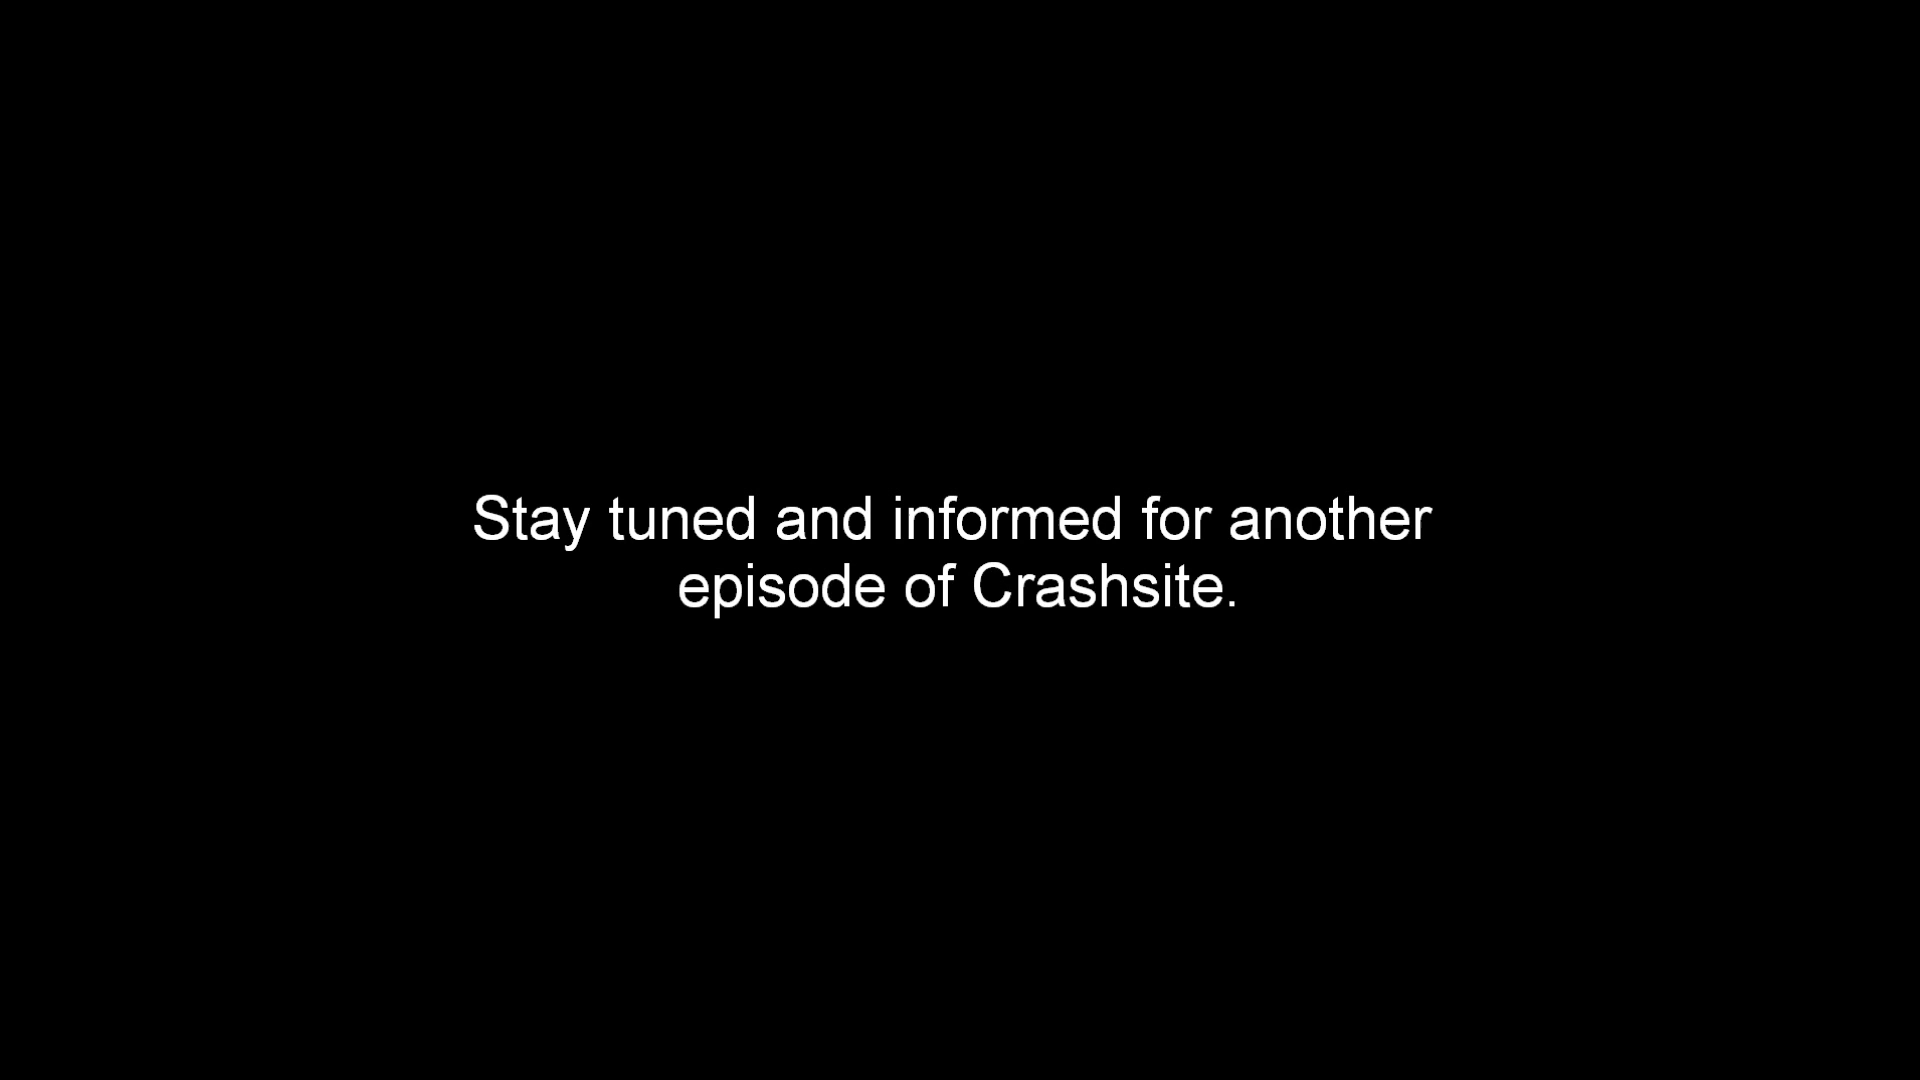 Stay tuned and informed for another
episode of Crashsite.